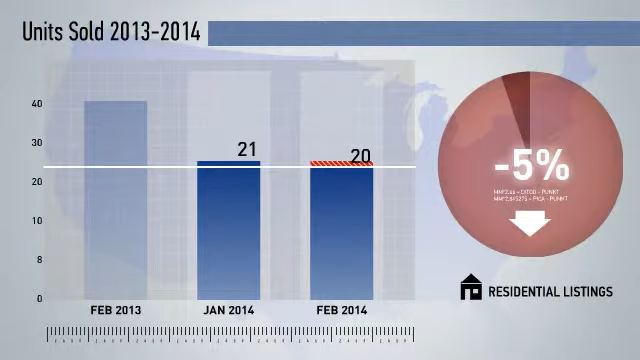 Units Sold 2013-2014
40
30
20
10
8
0
21
20
FEB 2013
JAN 2014
FEB 2014
-5%
RESIDENTIAL LISTINGS